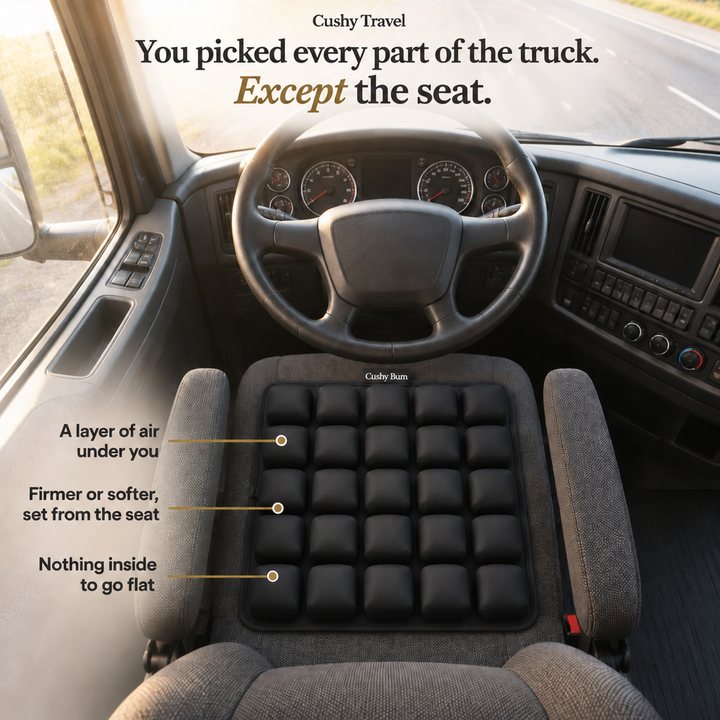 Cushy Travel
You picked every part of the truck.
Except the seat.
Cushy Bum
A layer of air
under you
Firmer or softer,
set from the seat
Nothing inside
to go flat